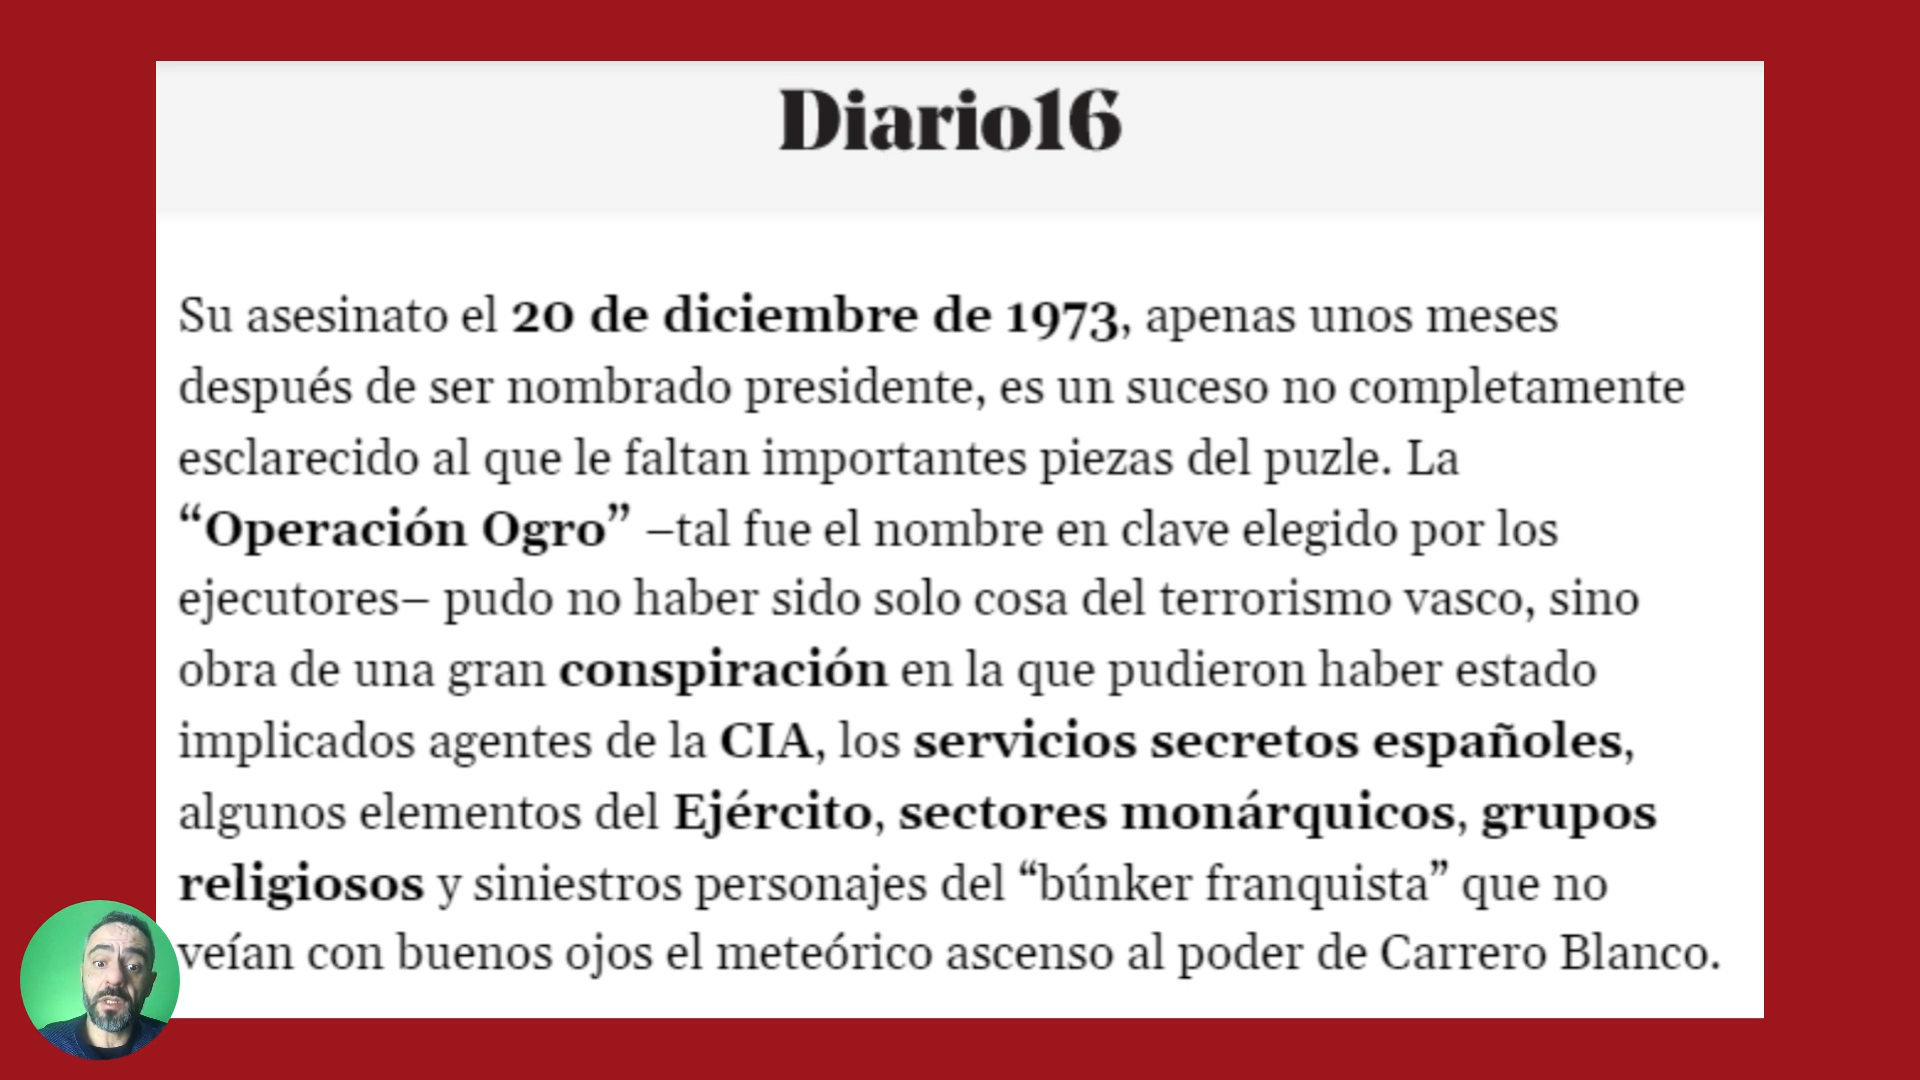 Diario16
Su asesinato el 20 de diciembre de 1973, apenas unos meses
después de ser nombrado presidente, es un suceso no completamente
esclarecido al que le faltan importantes piezas del puzle. La
“Operación Ogro” –tal fue el nombre en clave elegido por los
ejecutores– pudo no haber sido solo cosa del terrorismo vasco, sino
obra de una gran conspiración en la que pudieron haber estado
implicados agentes de la CIA, los servicios secretos españoles,
algunos elementos del Ejército, sectores monárquicos, grupos
religiosos y siniestros personajes del “búnker franquista” que no
veían con buenos ojos el meteórico ascenso al poder de Carrero Blanco.